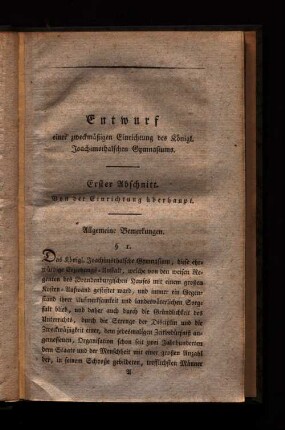 Entwurf
einer zweckmäßigen Einrichtung des Königl.
Joachimsthalschen Gymnasiums.
Erster Abschnitt.
Von der Einrichtung überhaupt.
Allgemeine Bemerkungen.
§ 1.
Das Königl. Joachimsthalsche Gymnasium, diese ehr-
würdige Erziehungs-Anstalt, welche von den weisen Re-
genten des Brandenburgschen Hauses mit einem großen
Kosten-Aufwand gestiftet ward, und immer ein Gegen-
stand ihrer Aufmerksamkeit und landesväterlichen Sorg-
falt blieb, und daher auch durch die Gründlichkeit des
Unterrichts, durch die Strenge der Disciplin und die
Zweckmäßigkeit einer, dem jedesmaligen Zeitbedürfniß an-
gemessenen, Organisation schon seit zwei Jahrhunderten
dem Staate und der Menschheit mit einer großen Anzahl
der, in seinem Schooße gebildeten, trefflichsten Männer
A